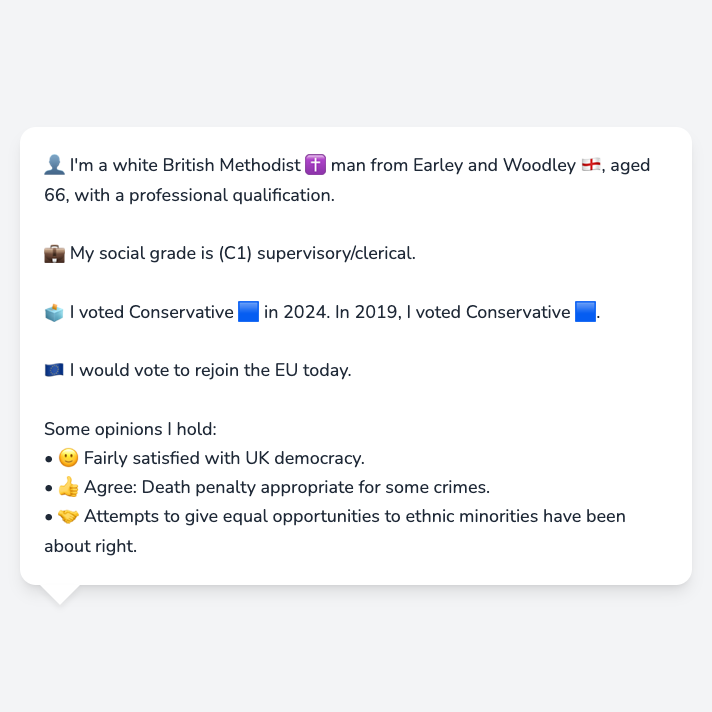 👤 I'm a white British Methodist ✝️ man from Earley and Woodley 🏴󠁧󠁢󠁥󠁮󠁧󠁿, aged
66, with a professional qualification.
💼 My social grade is (C1) supervisory/clerical.
🗳️ I voted Conservative 🟦 in 2024. In 2019, I voted Conservative 🟦.
🇪🇺 I would vote to rejoin the EU today.
Some opinions I hold:
• 🙂 Fairly satisfied with UK democracy.
• 👍 Agree: Death penalty appropriate for some crimes.
• 🤝 Attempts to give equal opportunities to ethnic minorities have been
about right.